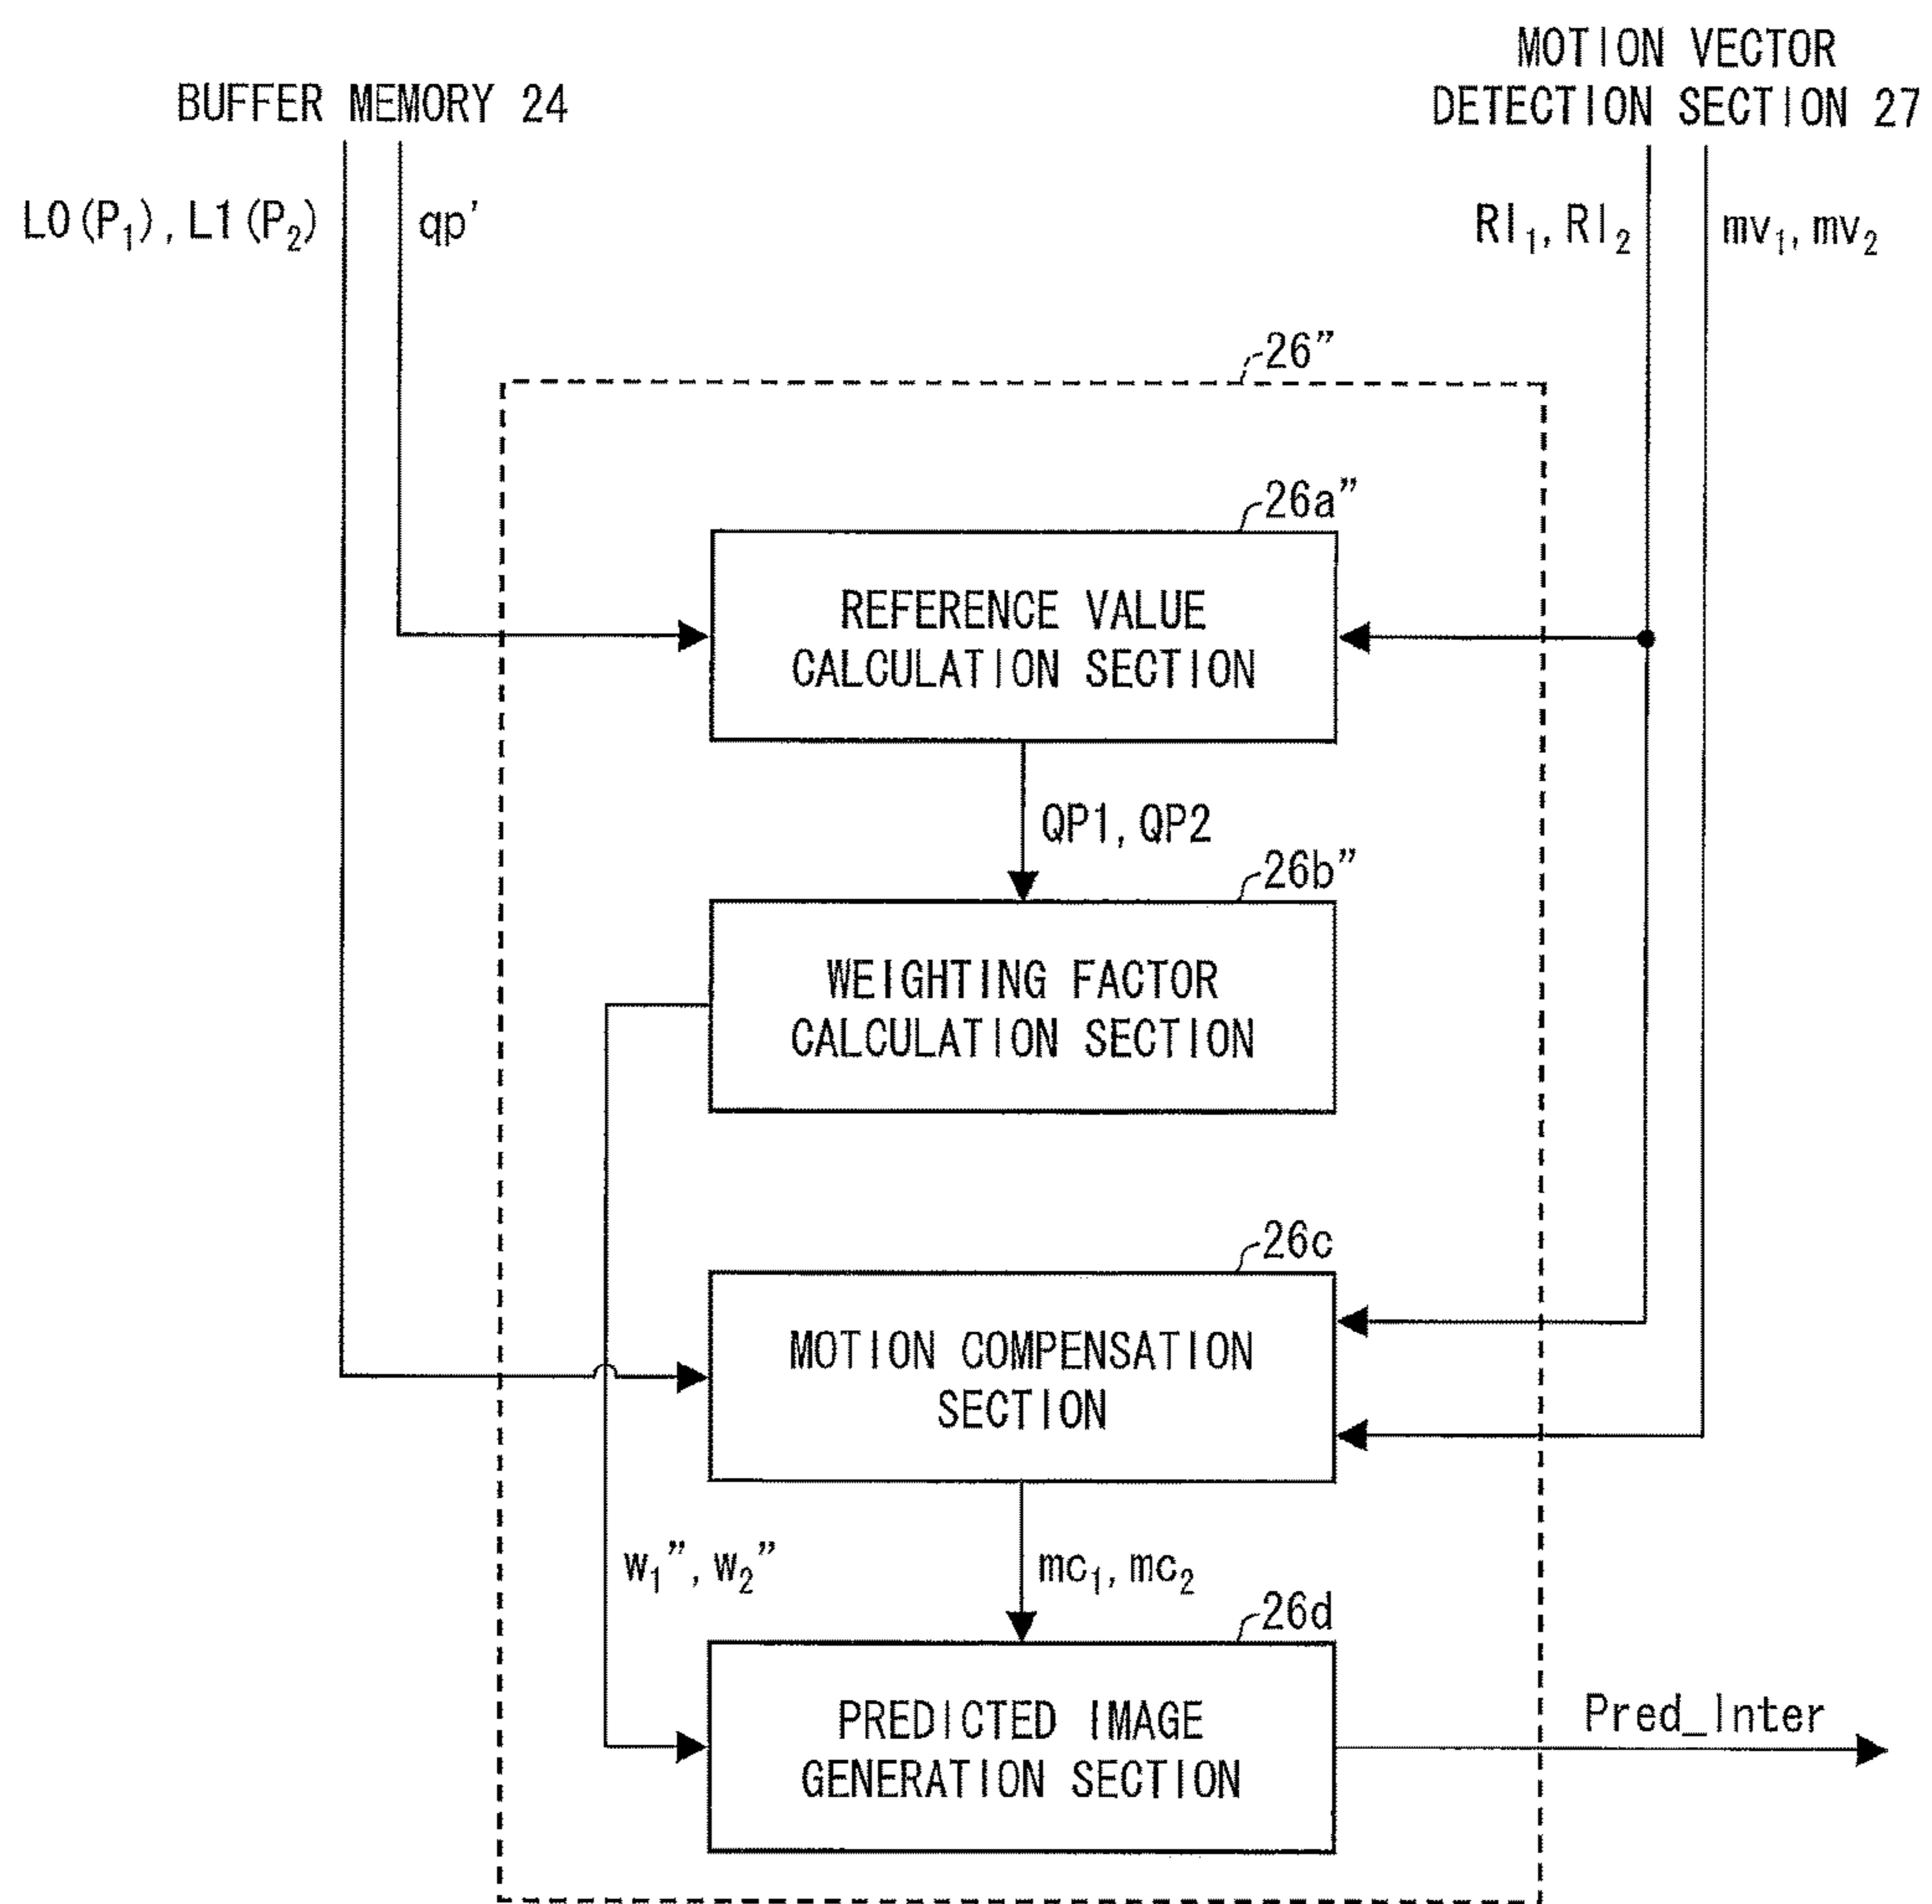 MOTION VECTOR
DETECTION SECTION 27
BUFFER MEMORY 24
L0(P₁), L1(P₂)
qp'
RI₁, RI₂
mv₁, mv₂
26”
26a”
REFERENCE VALUE
CALCULATION SECTION
QP1, QP2
26b”
WEIGHTING FACTOR
CALCULATION SECTION
26c
MOTION COMPENSATION
SECTION
w₁”, w₂”
mc₁, mc₂
26d
PREDICTED IMAGE
GENERATION SECTION
Pred_Inter